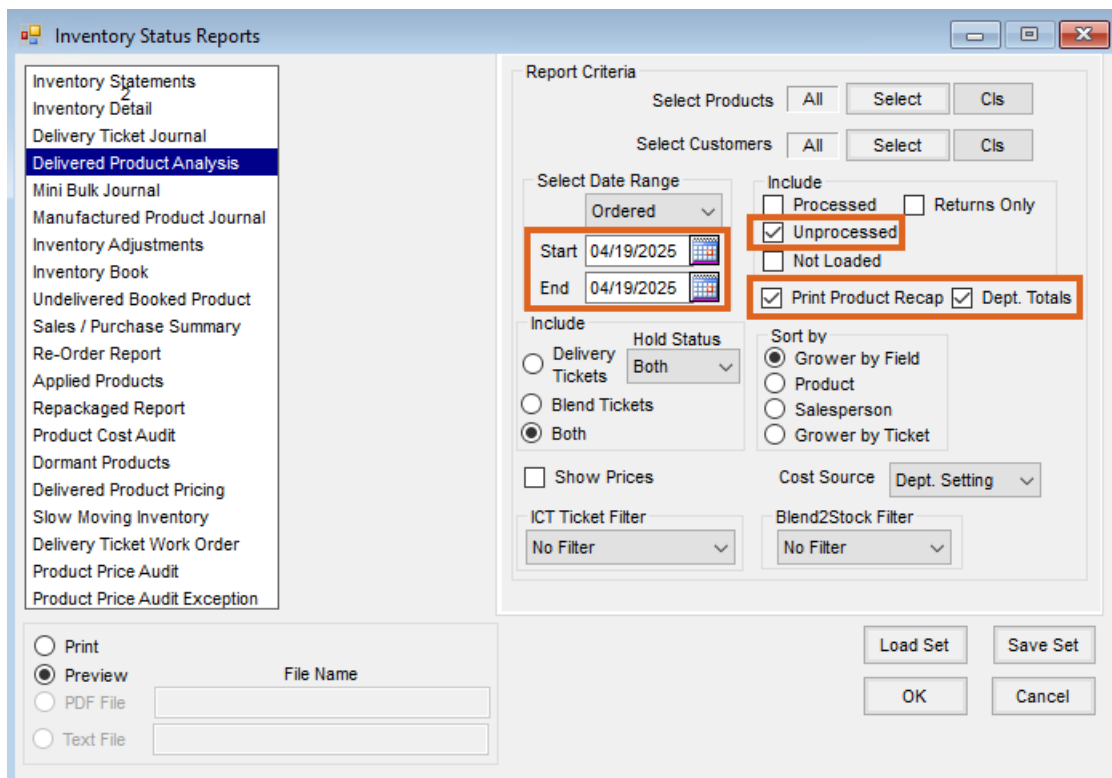 Inventory Status Reports
Inventory Statements
2
Inventory Detail
Delivery Ticket Journal
Delivered Product Analysis
Mini Bulk Journal
Manufactured Product Journal
Inventory Adjustments
Inventory Book
Undelivered Booked Product
Sales / Purchase Summary
Re-Order Report
Applied Products
Repackaged Report
Product Cost Audit
Dormant Products
Delivered Product Pricing
Slow Moving Inventory
Delivery Ticket Work Order
Product Price Audit
Product Price Audit Exception
Report Criteria
Select Products All Select Cls
Select Customers All Select Cls
Select Date Range
Ordered
Start 04/19/2025
End 04/19/2025
Include
Processed Returns Only
Unprocessed
Not Loaded
Print Product Recap Dept. Totals
Include
Hold Status
Delivery
Tickets
Both
Blend Tickets
Both
Sort by
Grower by Field
Product
Salesperson
Grower by Ticket
Show Prices
Cost Source Dept. Setting
ICT Ticket Filter
No Filter
Blend2Stock Filter
No Filter
Print
Preview
File Name
PDF File
Text File
Load Set Save Set
OK Cancel